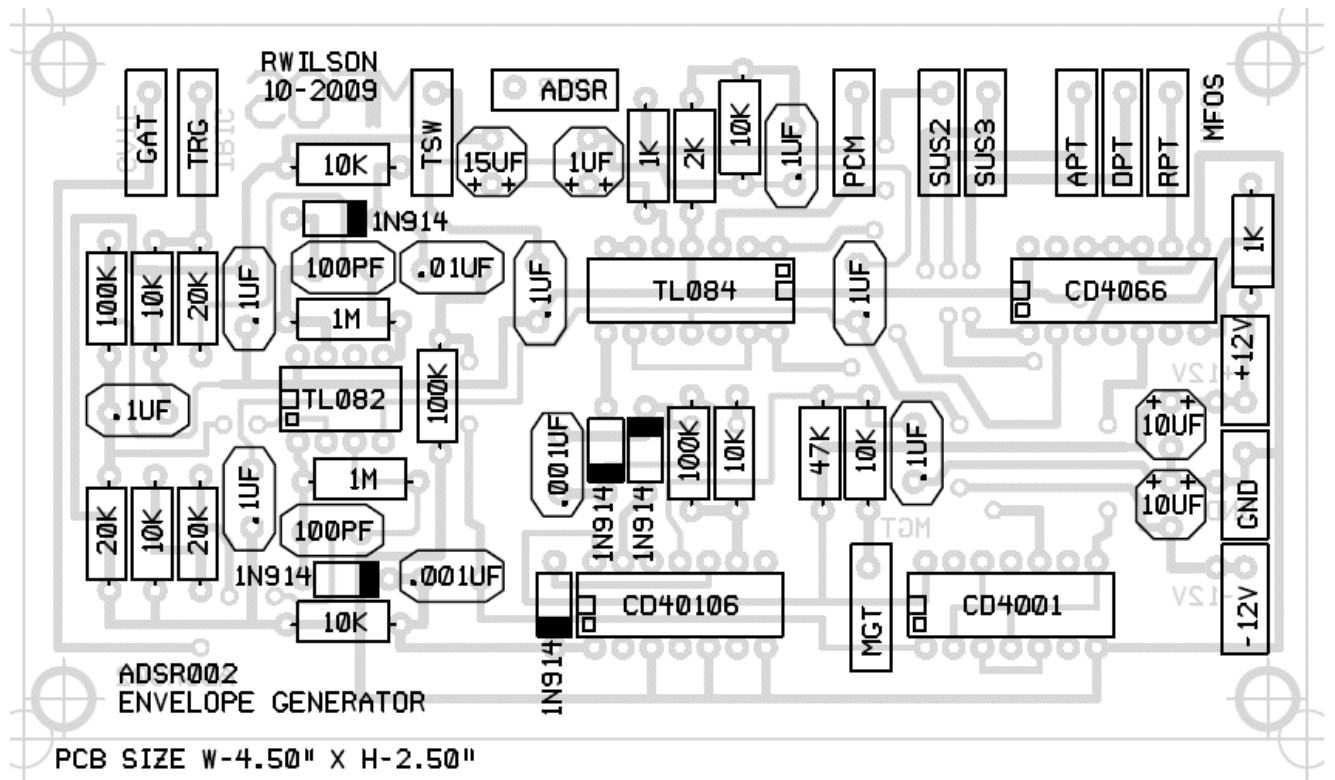 RWILSON
10-2009
GAT
TRG
TSW
ADSR
PCM
SUS2
SUS3
APT
DPT
RPT
MFOS
10K
15UF
1UF
1K
2K
10K
.1UF
1N914
1K
100K
10K
20K
.1UF
100PF
.01UF
.1UF
TL084
.1UF
CD4066
1M
+12V
+12V
TL082
100K
.1UF
.001UF
100K
10K
47K
10K
.1UF
10UF
1N914
1N914
1M
10UF
GND
20K
10K
20K
.1UF
100PF
MGT
1N914
.001UF
CD40106
CD4001
-12V
-12V
10K
1N914
MGT
ADSR002
ENVELOPE GENERATOR
PCB SIZE W-4.50" X H-2.50"